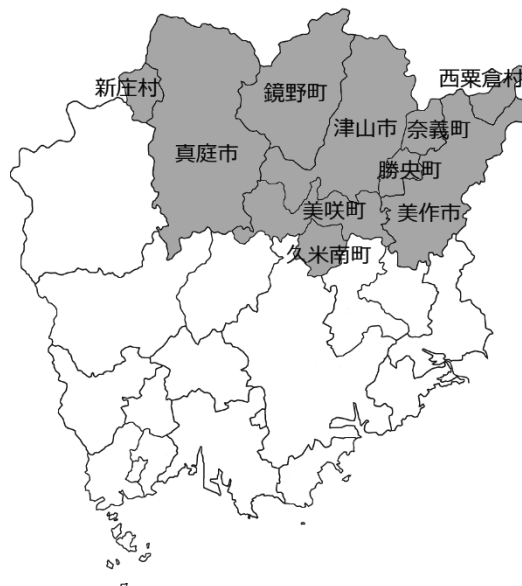 西粟倉村
新庄村
鏡野町
津山市
奈義町
真庭市
勝央町
美咲町
美作市
久米南町